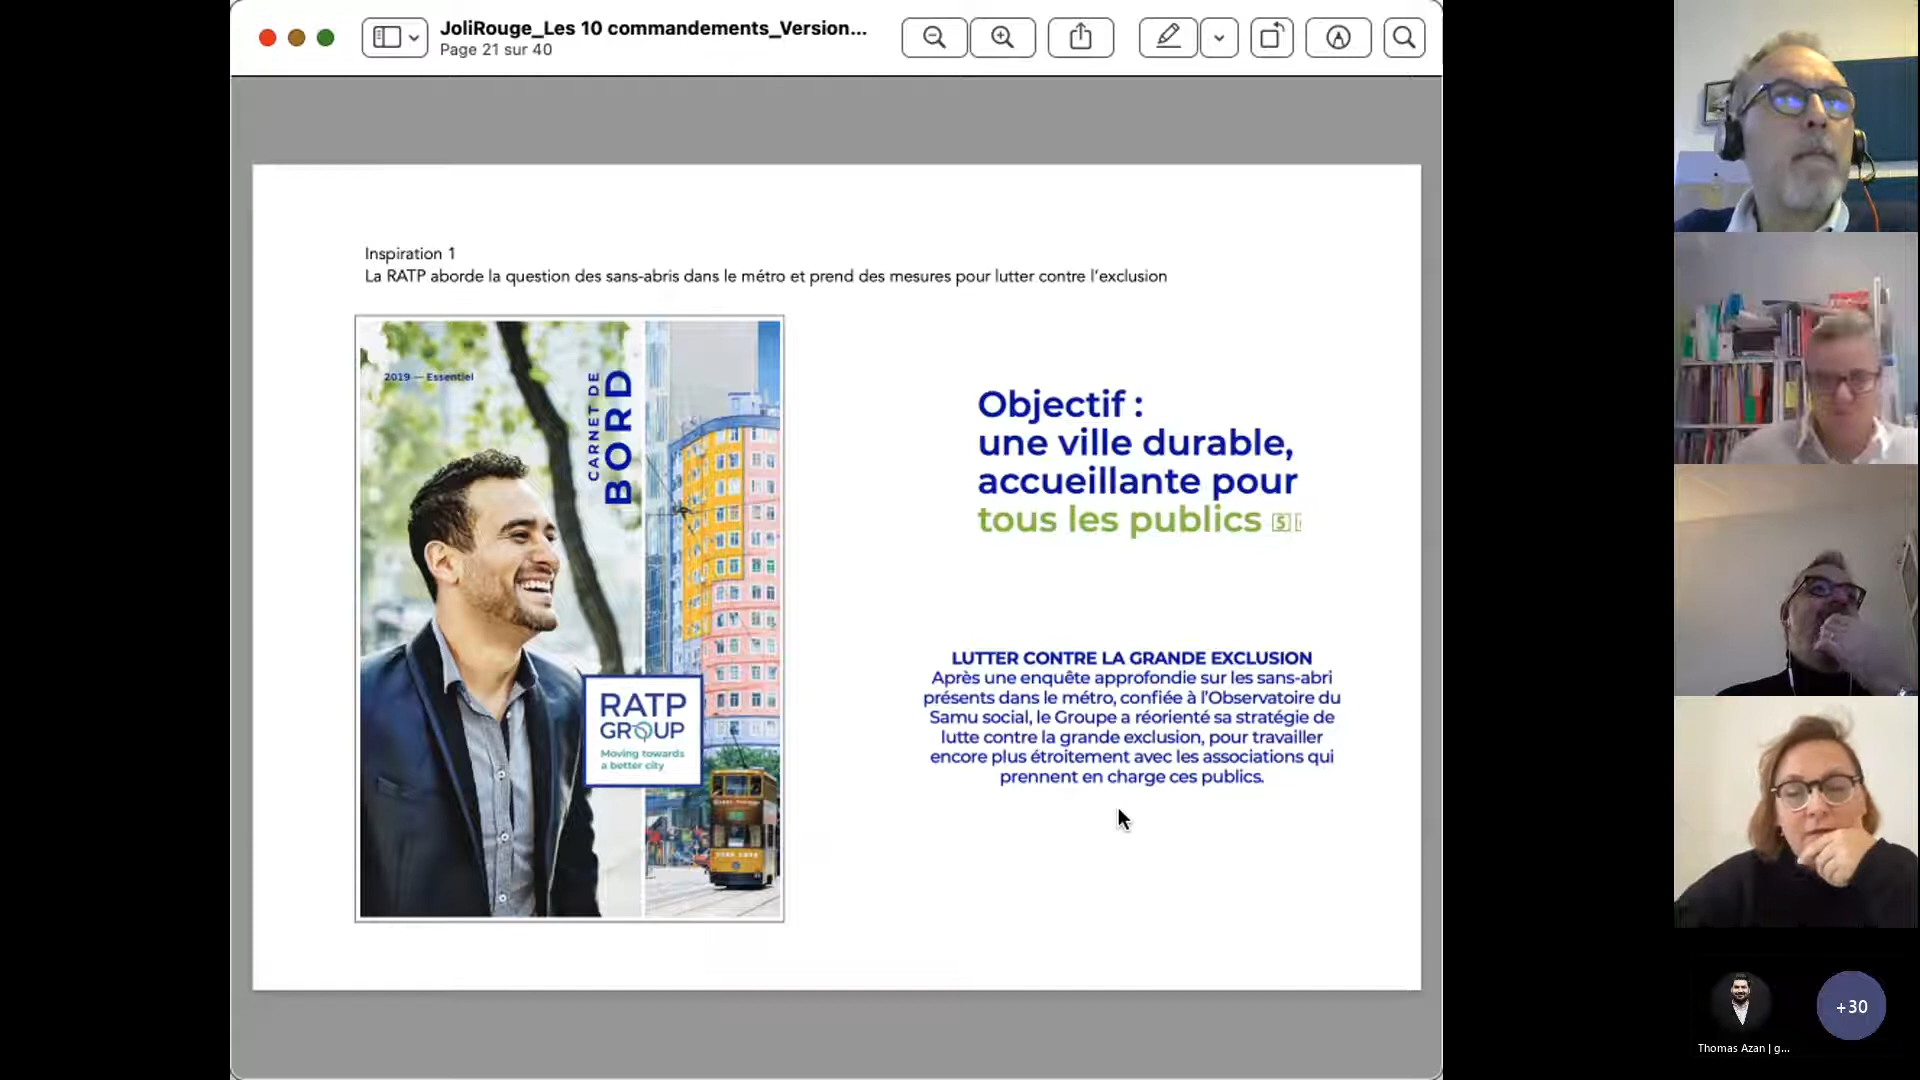 JoliRouge_Les 10 commandements_Version...
Page 21 sur 40
Inspiration 1
La RATP aborde la question des sans-abris dans le métro et prend des mesures pour lutter contre l'exclusion
2019 — Essentiel
CARNET DE
BORD
RATP
GROUP
Moving towards
a better city
Objectif :
une ville durable,
accueillante pour
tous les publics S
LUTTER CONTRE LA GRANDE EXCLUSION
Après une enquête approfondie sur les sans-abri
présents dans le métro, confiée à l'Observatoire du
Samu social, le Groupe a réorienté sa stratégie de
lutte contre la grande exclusion, pour travailler
encore plus étroitement avec les associations qui
prennent en charge ces publics.
+30
Thomas Azan | g...